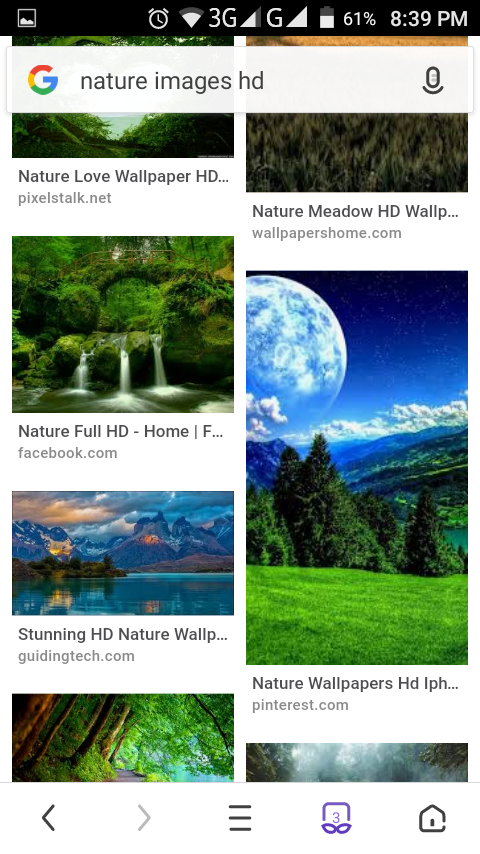 3G G 61% 8:39 PM
nature images hd
Nature Love Wallpaper HD...
pixelstalk.net
Nature Meadow HD Wallp...
wallpapershome.com
Nature Full HD - Home | F...
facebook.com
Stunning HD Nature Wallp...
guidingtech.com
Nature Wallpapers Hd Iph...
pinterest.com
3